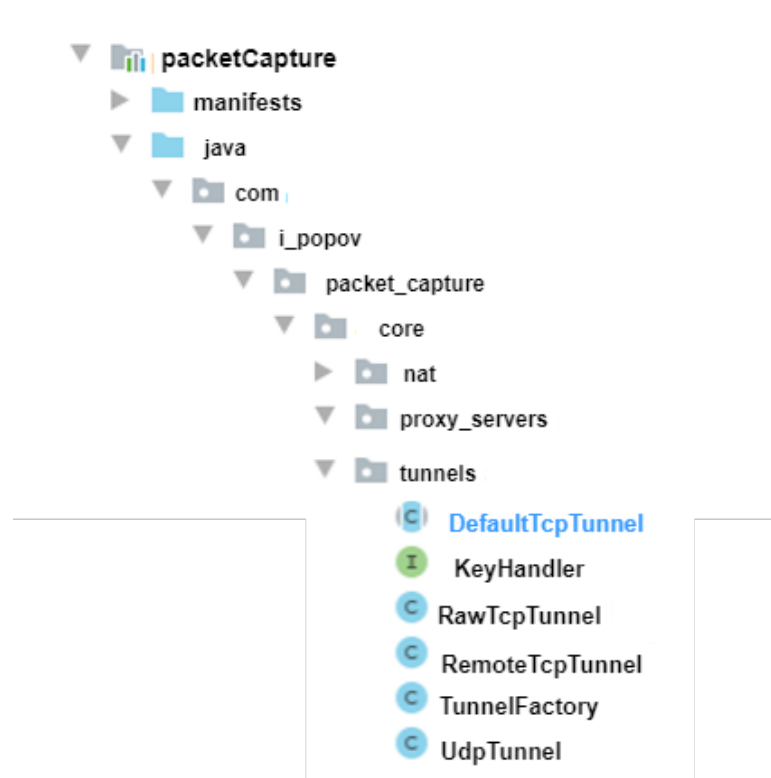 packetCapture
manifests
java
com
i_popov
packet_capture
core
nat
proxy_servers
tunnels
C DefaultTcpTunnel
I KeyHandler
C RawTcpTunnel
C RemoteTcpTunnel
C TunnelFactory
C UdpTunnel